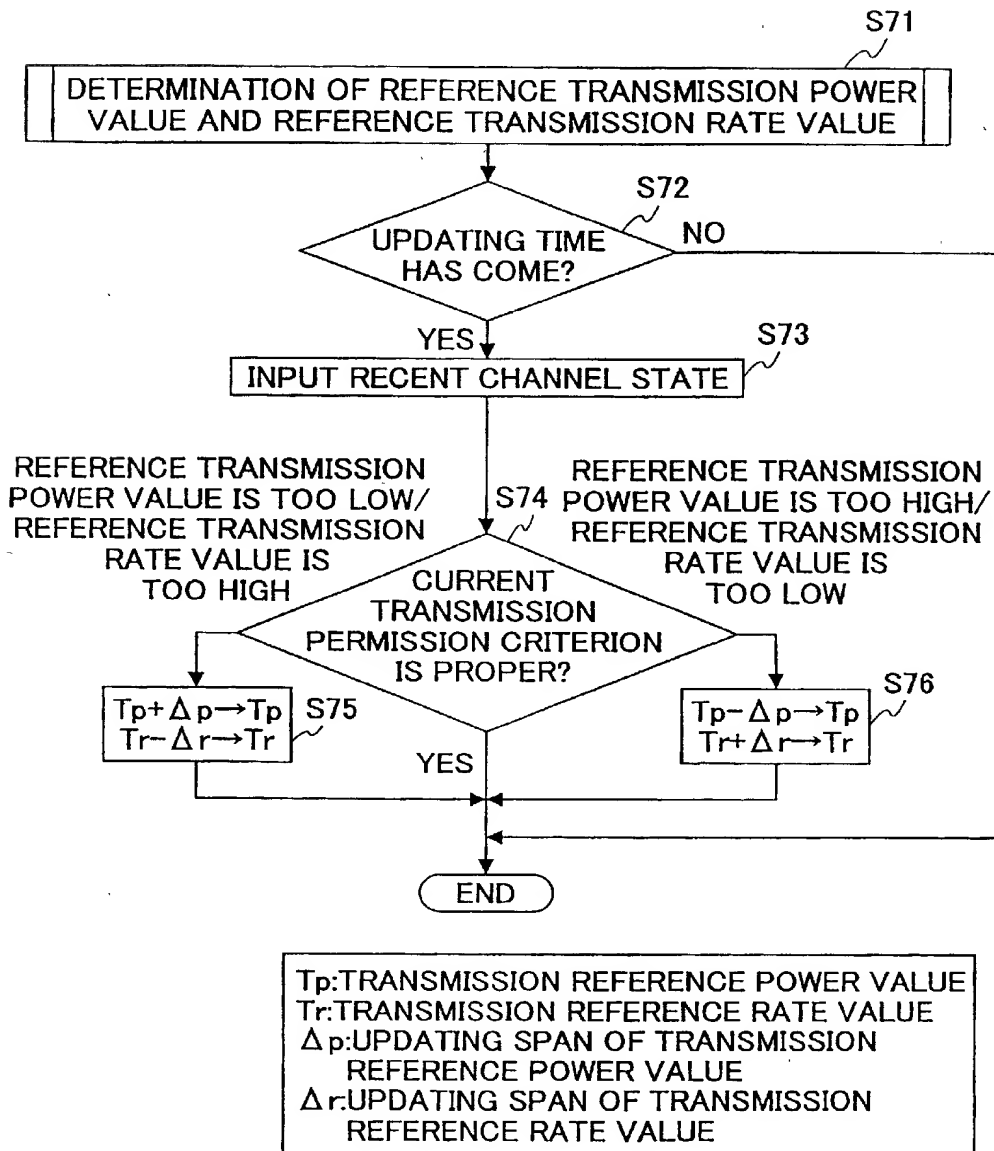 S71
DETERMINATION OF REFERENCE TRANSMISSION POWER
VALUE AND REFERENCE TRANSMISSION RATE VALUE
S72
UPDATING TIME
HAS COME?
NO
YES
S73
INPUT RECENT CHANNEL STATE
REFERENCE TRANSMISSION
POWER VALUE IS TOO LOW/
REFERENCE TRANSMISSION
RATE VALUE IS
TOO HIGH
S74
REFERENCE TRANSMISSION
POWER VALUE IS TOO HIGH/
REFERENCE TRANSMISSION
RATE VALUE IS
TOO LOW
CURRENT
TRANSMISSION
PERMISSION CRITERION
IS PROPER?
Tp+Δp→Tp
Tr−Δr→Tr
S75
S76
Tp−Δp→Tp
Tr+Δr→Tr
YES
END
Tp:TRANSMISSION REFERENCE POWER VALUE
Tr:TRANSMISSION REFERENCE RATE VALUE
Δp:UPDATING SPAN OF TRANSMISSION
REFERENCE POWER VALUE
Δr:UPDATING SPAN OF TRANSMISSION
REFERENCE RATE VALUE